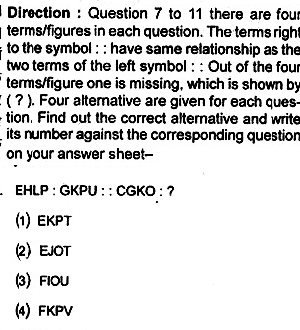 Direction : Question 7 to 11 there are four
terms/figures in each question. The terms right
to the symbol : : have same relationship as the
two terms of the left symbol : : Out of the four
terms/figure one is missing, which is shown by
( ? ). Four alternative are given for each ques-
tion. Find out the correct alternative and write
its number against the corresponding question
on your answer sheet–
EHLP : GKPU : : CGKO : ?
(1) EKPT
(2) EJOT
(3) FIOU
(4) FKPV